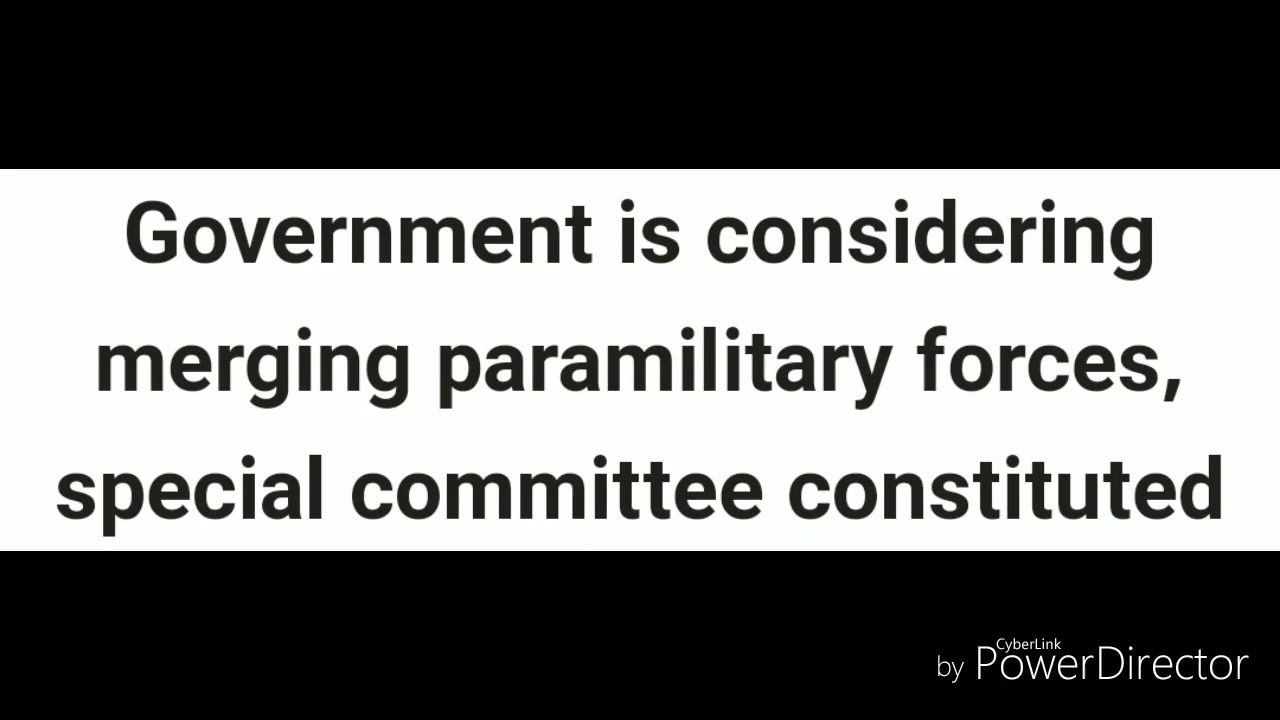 Government is considering
merging paramilitary forces,
special committee constituted
CyberLink
by PowerDirector